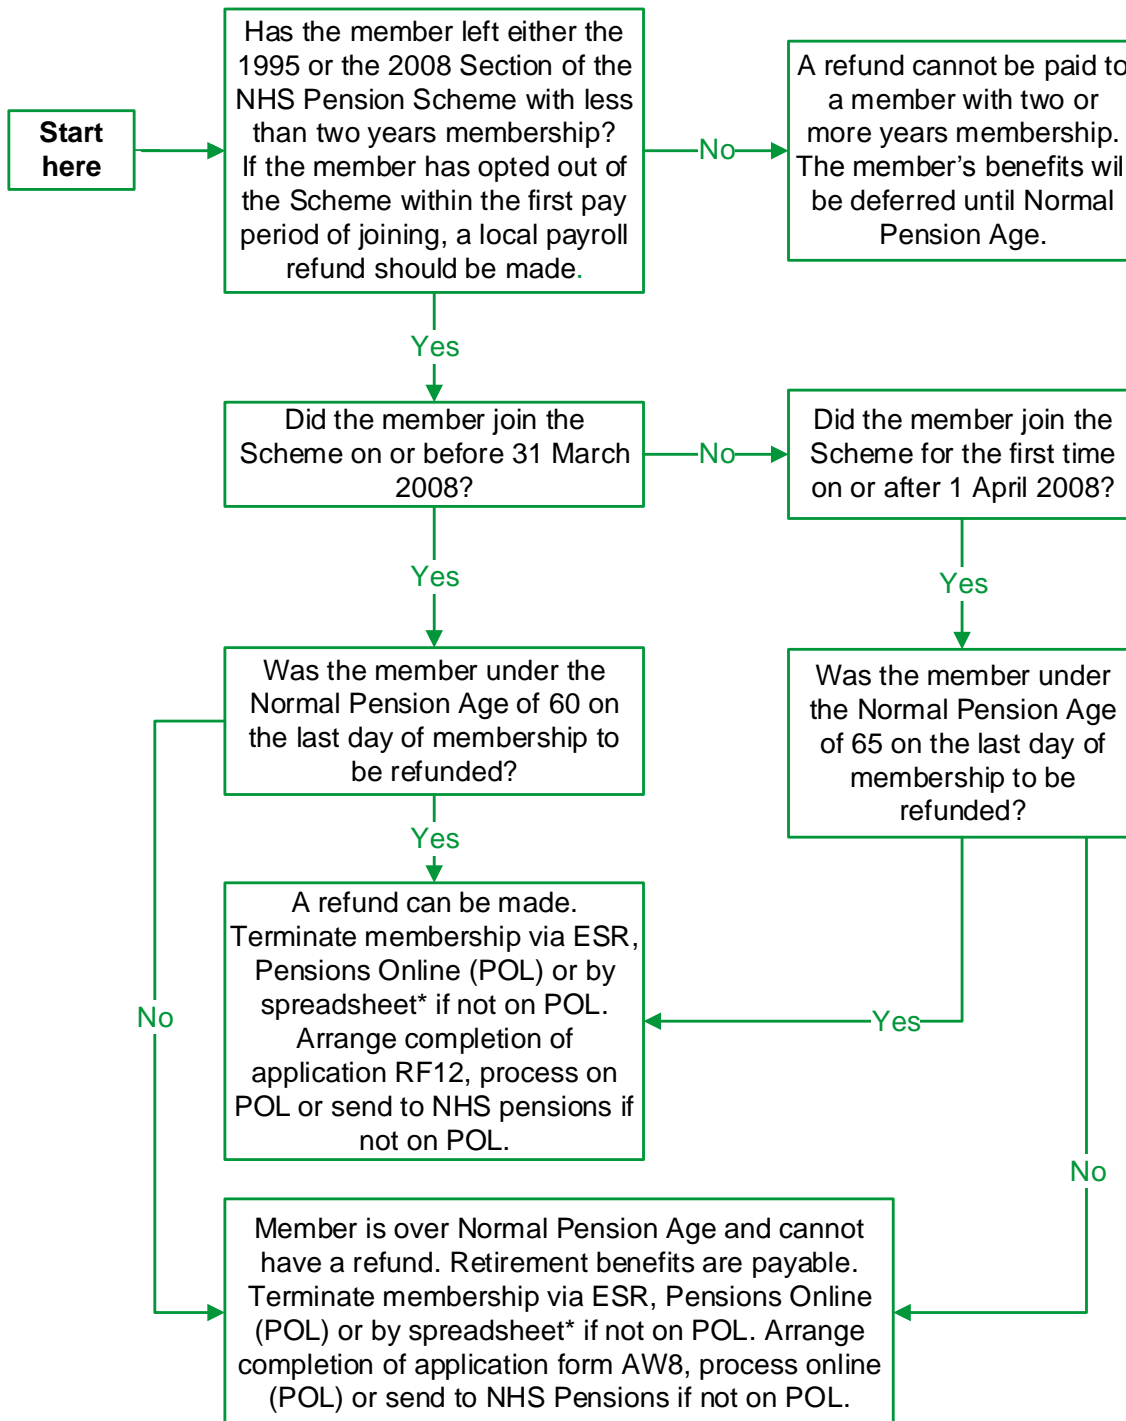 Start
here
Has the member left either the
1995 or the 2008 Section of the
NHS Pension Scheme with less
than two years membership?
If the member has opted out of
the Scheme within the first pay
period of joining, a local payroll
refund should be made.
No
A refund cannot be paid to
a member with two or
more years membership.
The member’s benefits wil
be deferred until Normal
Pension Age.
Yes
Did the member join the
Scheme on or before 31 March
2008?
No
Did the member join the
Scheme for the first time
on or after 1 April 2008?
Yes
Yes
Was the member under the
Normal Pension Age of 60 on
the last day of membership to
be refunded?
Was the member under
the Normal Pension Age
of 65 on the last day of
membership to be
refunded?
Yes
A refund can be made.
Terminate membership via ESR,
Pensions Online (POL) or by
spreadsheet* if not on POL.
Arrange completion of
application RF12, process on
POL or send to NHS pensions if
not on POL.
No
Yes
No
Member is over Normal Pension Age and cannot
have a refund. Retirement benefits are payable.
Terminate membership via ESR, Pensions Online
(POL) or by spreadsheet* if not on POL. Arrange
completion of application form AW8, process online
(POL) or send to NHS Pensions if not on POL.